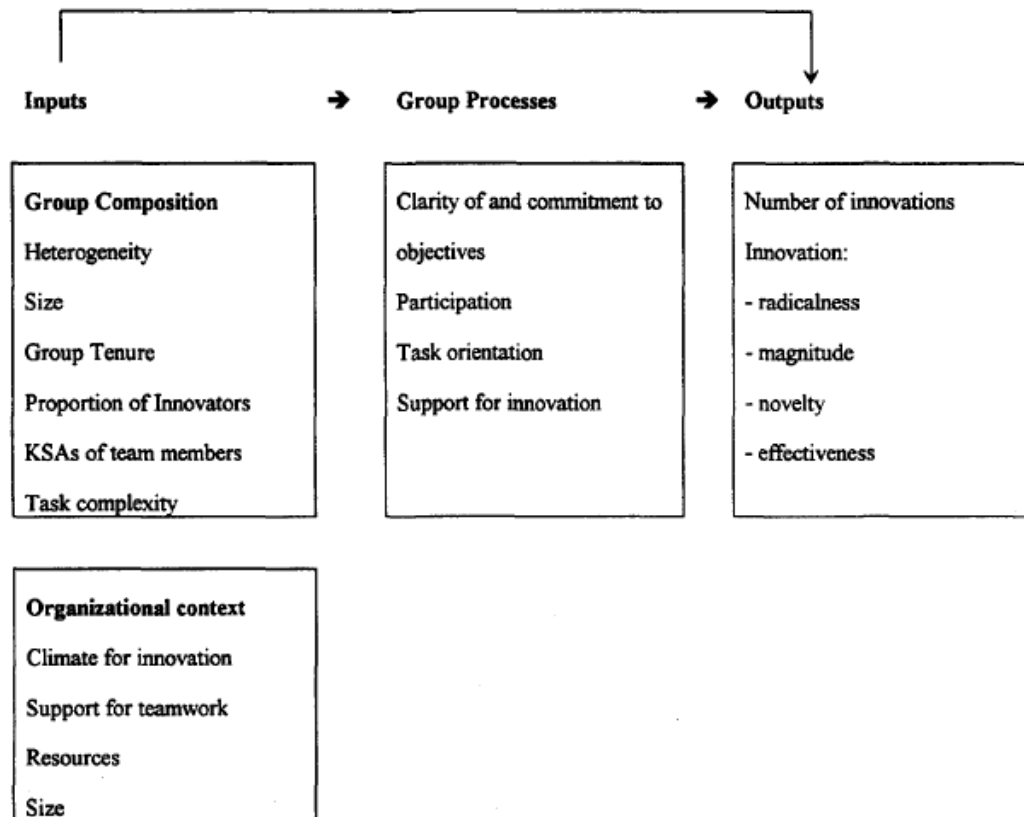 Inputs → Group Processes → Outputs
Group Composition
Heterogeneity
Size
Group Tenure
Proportion of Innovators
KSAs of team members
Task complexity
Clarity of and commitment to
objectives
Participation
Task orientation
Support for innovation
Number of innovations
Innovation:
- radicalness
- magnitude
- novelty
- effectiveness
Organizational context
Climate for innovation
Support for teamwork
Resources
Size